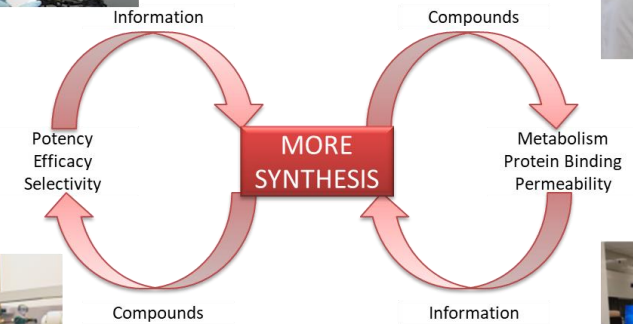 Information
Compounds
Potency
Efficacy
Selectivity
MORE
SYNTHESIS
Metabolism
Protein Binding
Permeability
Compounds
Information